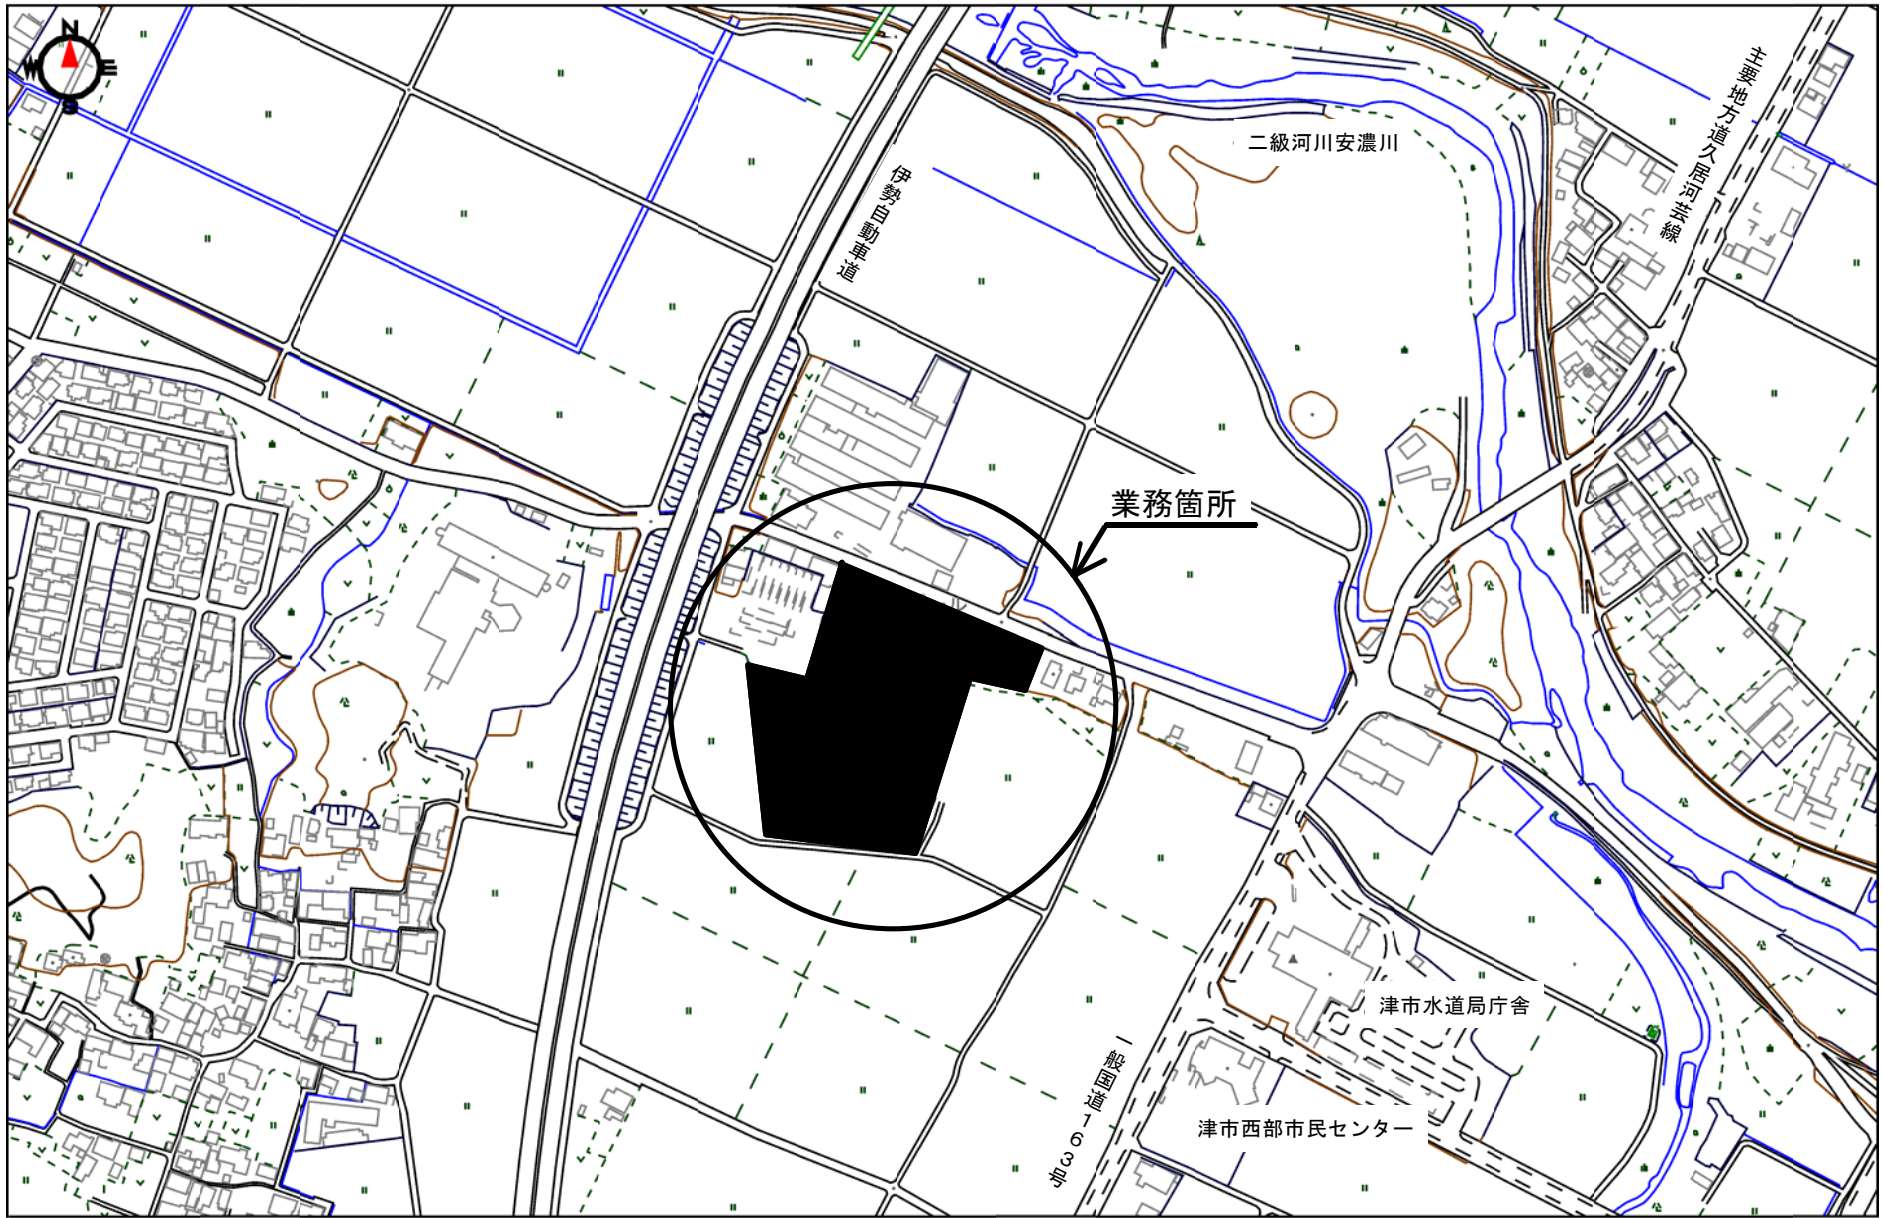 N
W E
S
主要地方道久居河芸線
二級河川安濃川
伊勢自動車道
業務箇所
津市水道局庁舎
一般国道163号
津市西部市民センター